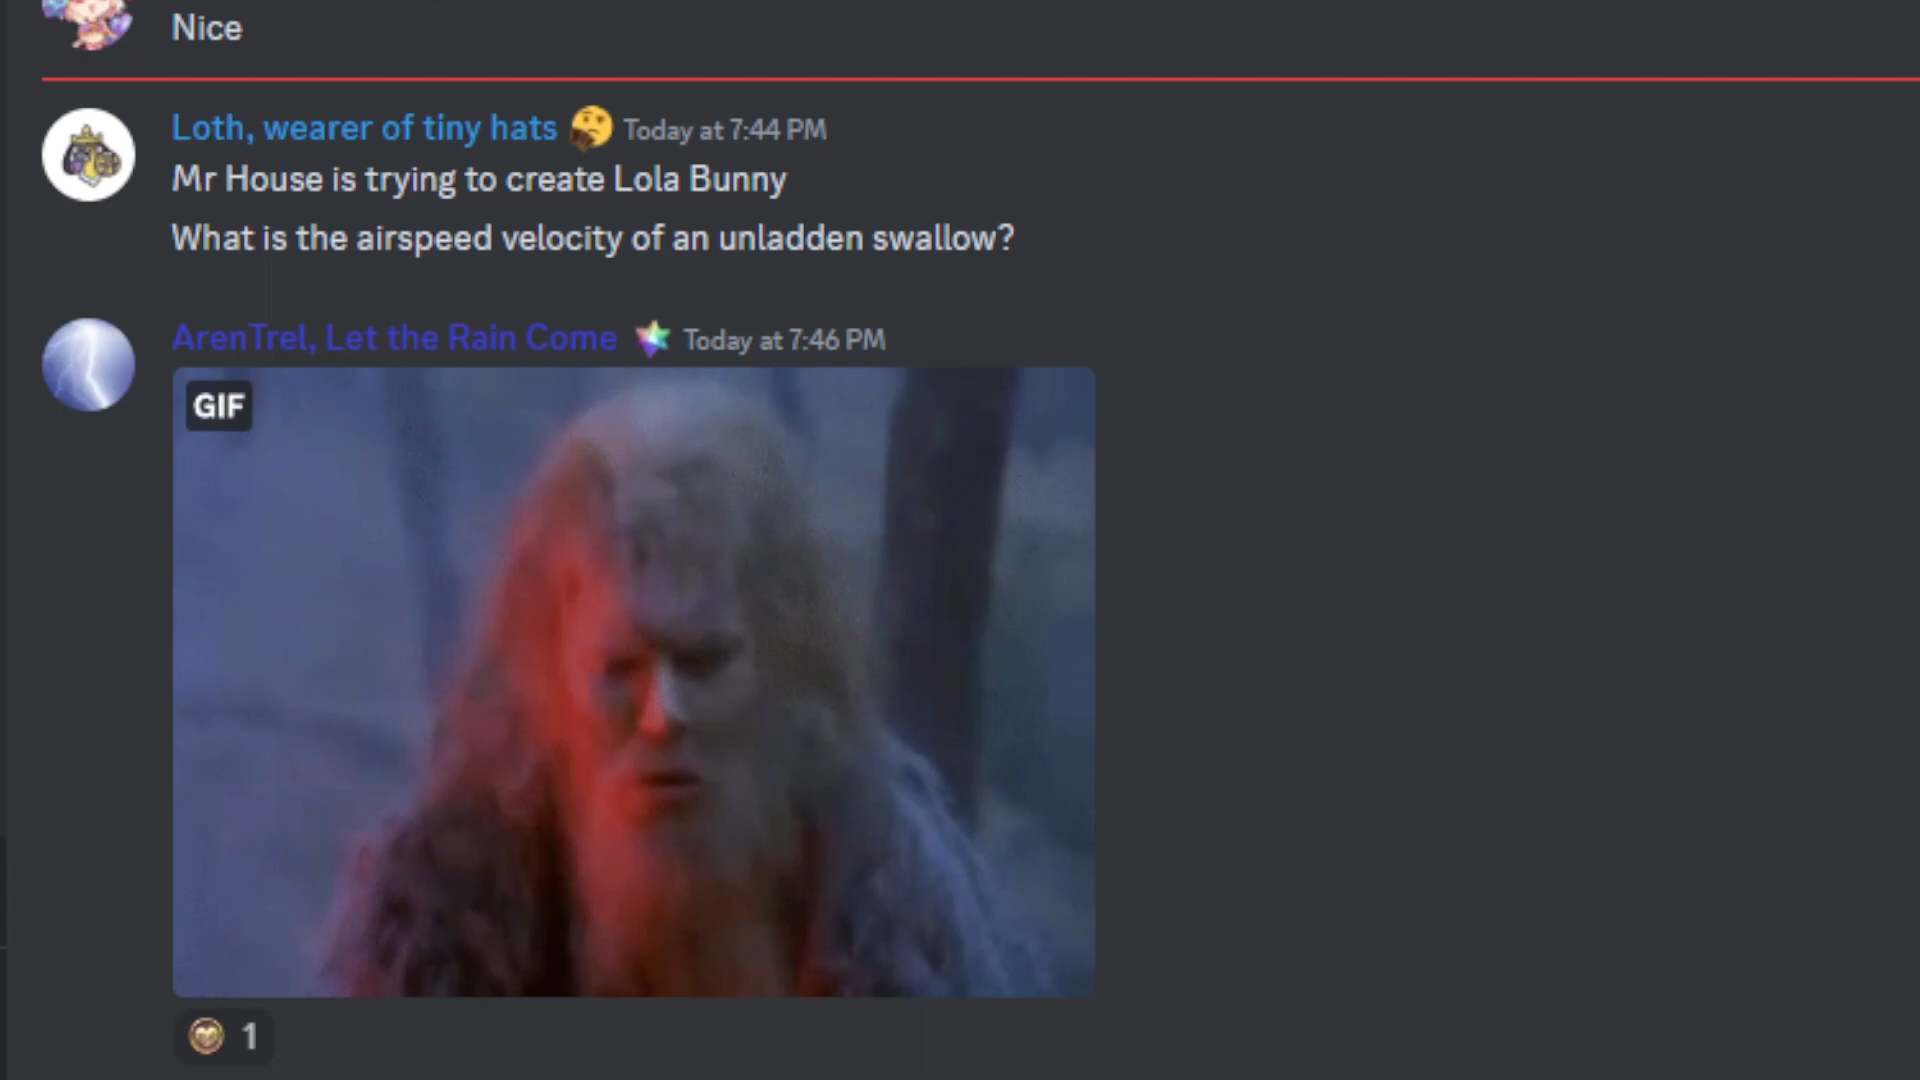 Nice
Loth, wearer of tiny hats Today at 7:44 PM
Mr House is trying to create Lola Bunny
What is the airspeed velocity of an unladden swallow?
ArenTrel, Let the Rain Come Today at 7:46 PM
GIF
1